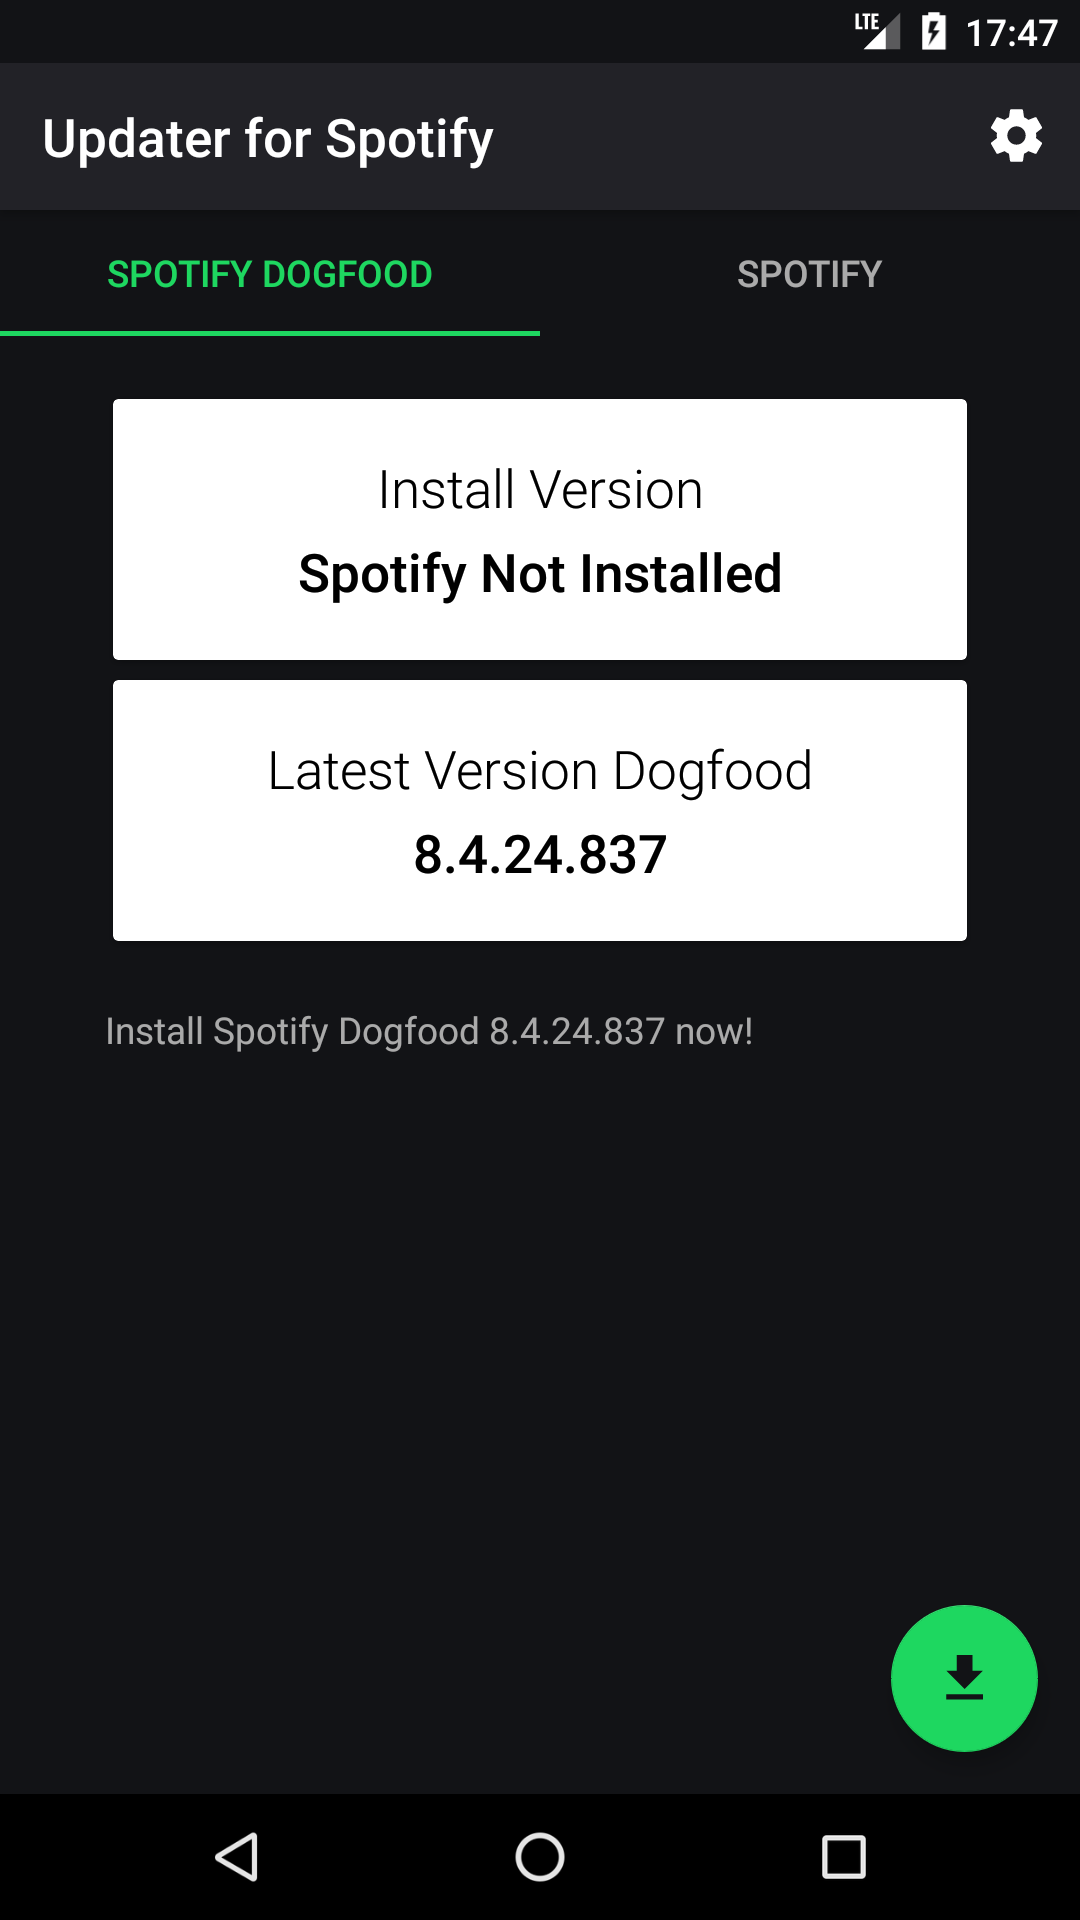 LTE 17:47
Updater for Spotify
SPOTIFY DOGFOOD SPOTIFY
Install Version
Spotify Not Installed
Latest Version Dogfood
8.4.24.837
Install Spotify Dogfood 8.4.24.837 now!